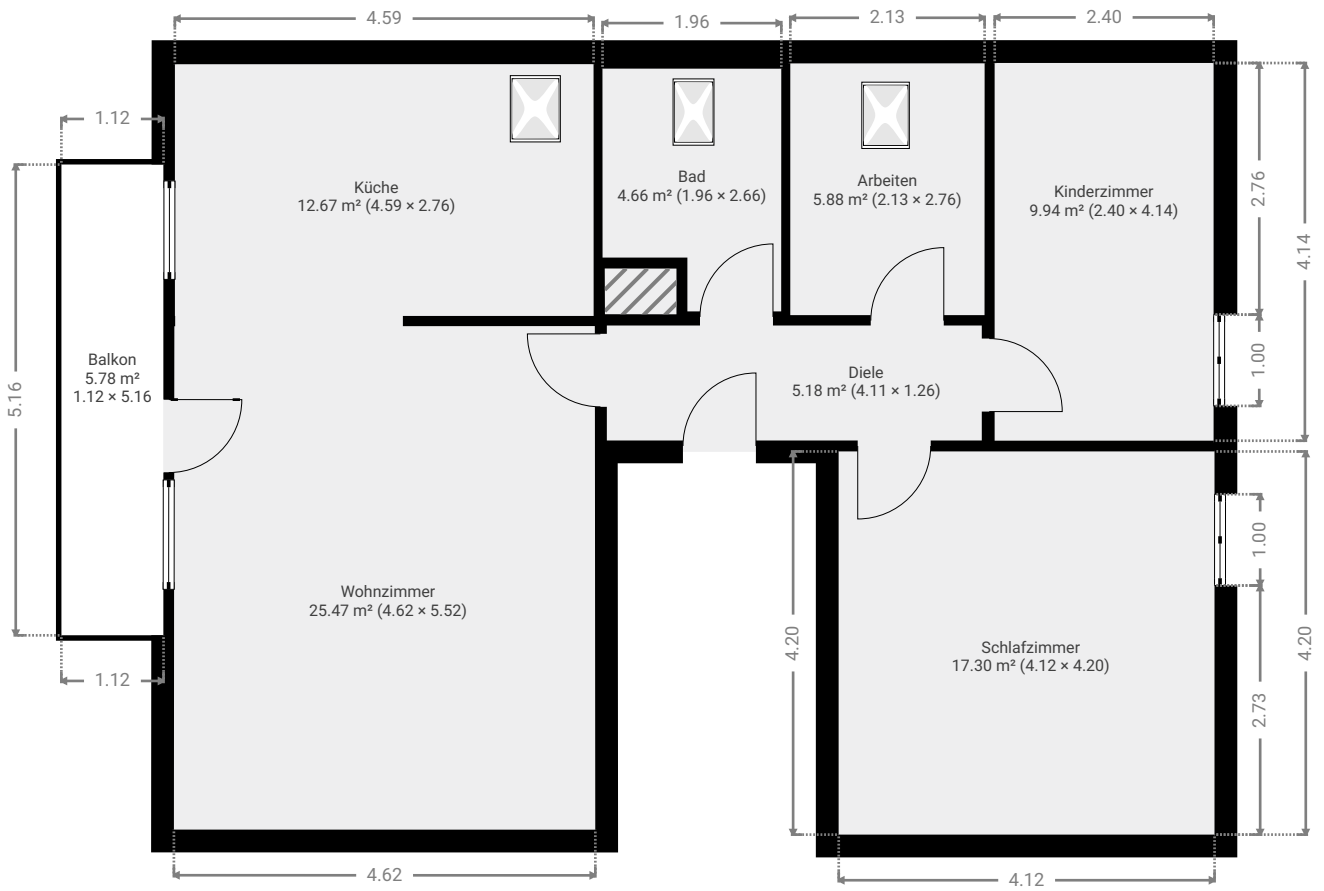 4.59
1.96
2.13
2.40
1.12
Küche
12.67 m² (4.59 × 2.76)
Bad
4.66 m² (1.96 × 2.66)
Arbeiten
5.88 m² (2.13 × 2.76)
Kinderzimmer
9.94 m² (2.40 × 4.14)
2.76
4.14
Balkon
5.78 m²
1.12 × 5.16
5.16
Diele
5.18 m² (4.11 × 1.26)
1.00
1.00
Wohnzimmer
25.47 m² (4.62 × 5.52)
4.20
Schlafzimmer
17.30 m² (4.12 × 4.20)
4.20
1.12
2.73
4.62
4.12